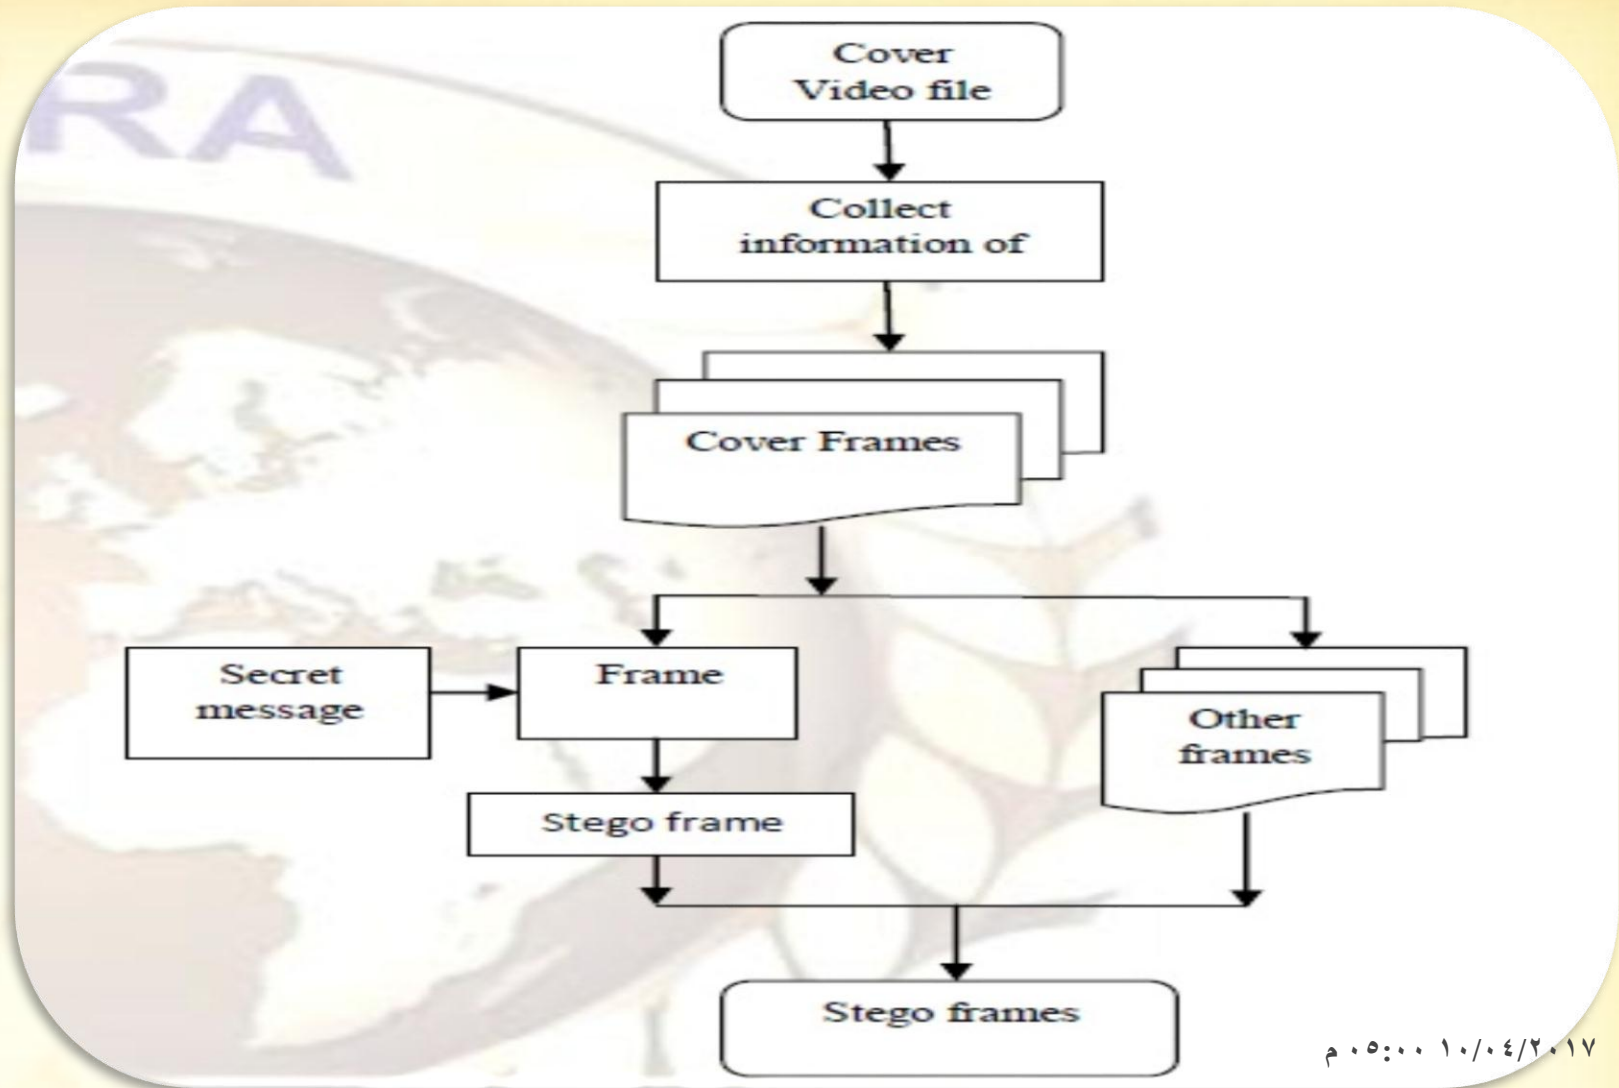 RA
Cover
Video file
Collect
information of
Cover Frames
Secret
message
Frame
Other
frames
Stego frame
Stego frames
١٠/٠٤/٢٠١٧ ٠٥:٠٠ م